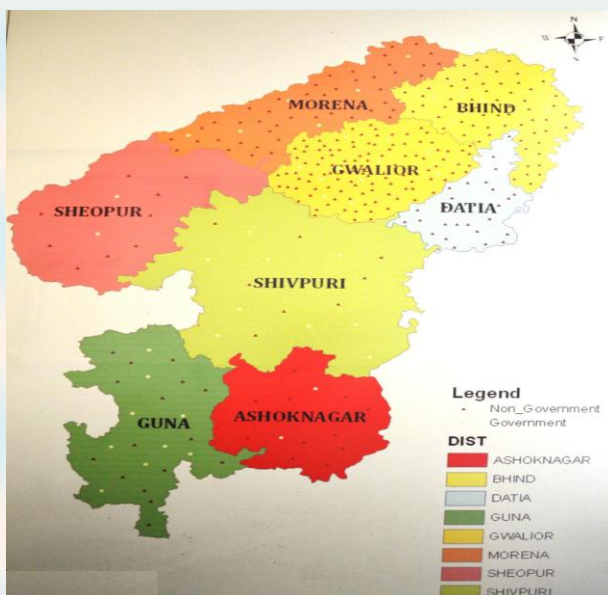 N
W
MORENA
BHIND
GWALIOR
SHEOPUR
DATIA
SHIVPURI
GUNA
ASHOKNAGAR
Legend
Non_Government
Government
DIST
ASHOKNAGAR
BHIND
DATIA
GUNA
GWALIOR
MORENA
SHEOPUR
SHIVPURI